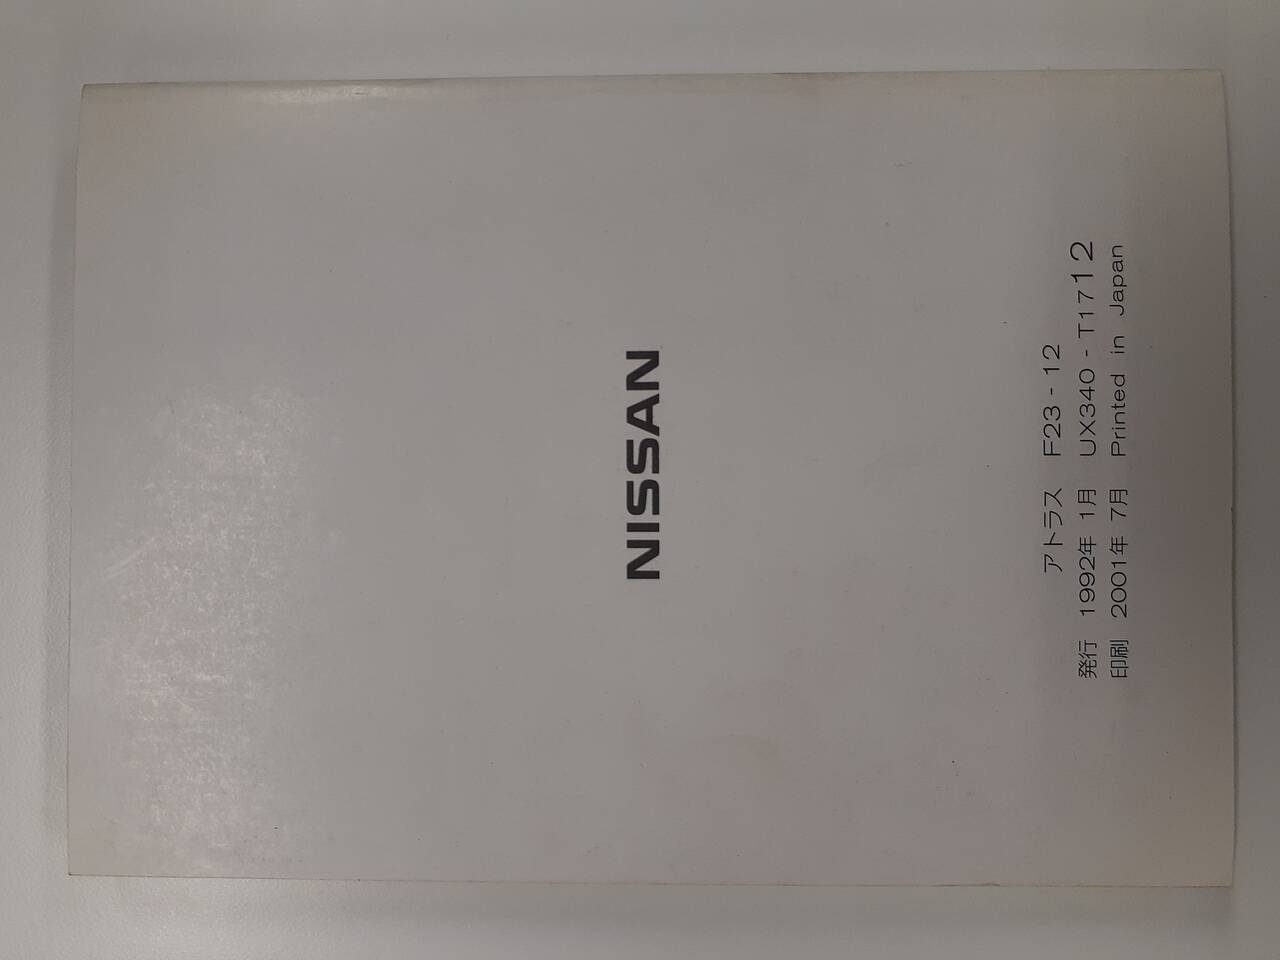 NISSAN
アトラス F23-12
発行 1992年 1月 UX340-T1712
印刷 2001年 7月 Printed in Japan